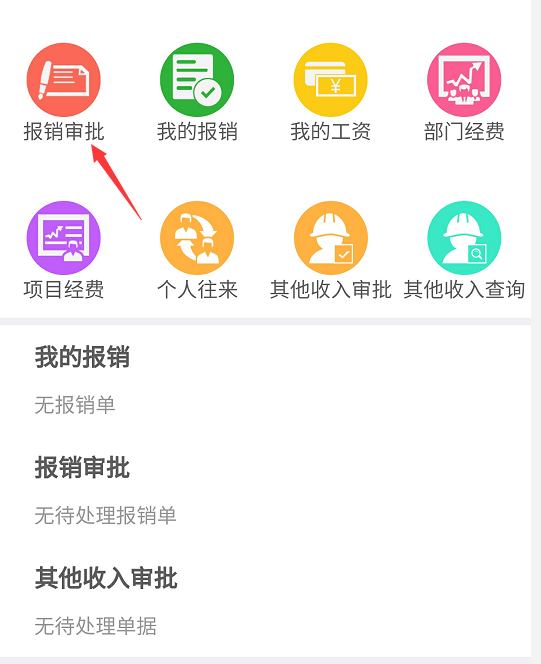 报销审批 我的报销 我的工资 部门经费
项目经费 个人往来 其他收入审批 其他收入查询
我的报销
无报销单
报销审批
无待处理报销单
其他收入审批
无待处理单据